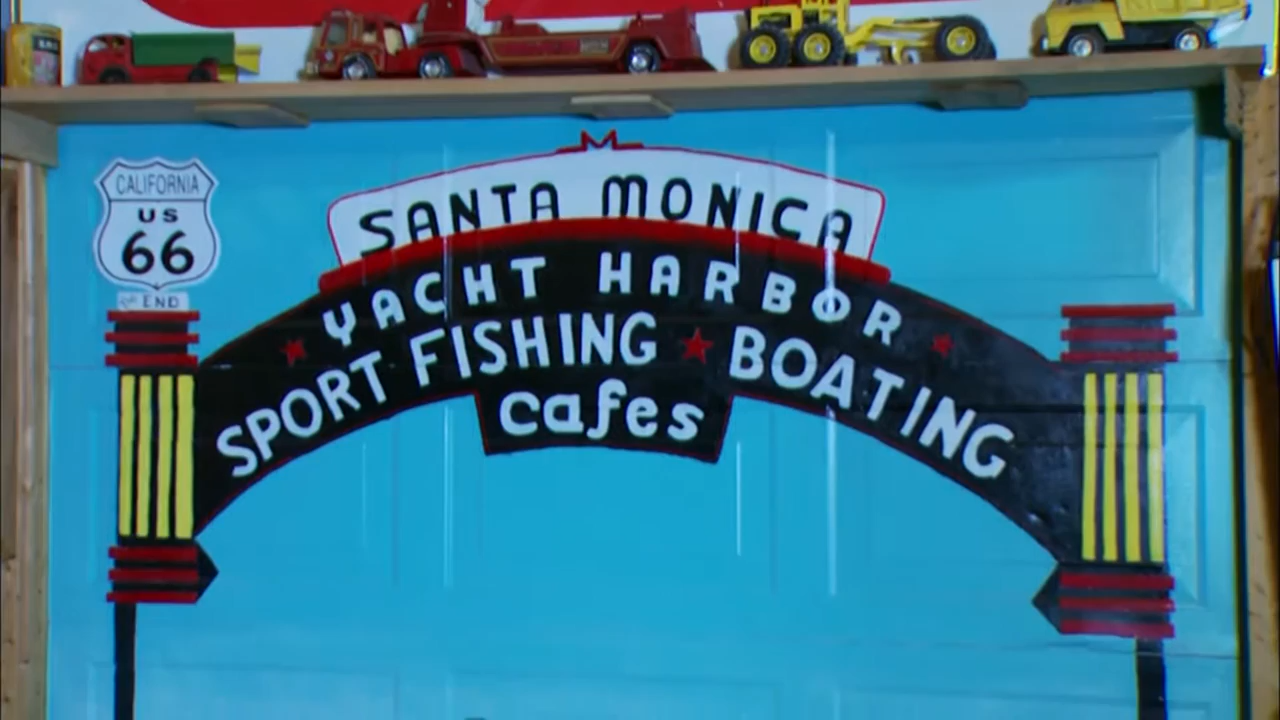 CALIFORNIA
US
66
END
SANTA MONICA
YACHT HARBOR
SPORT FISHING ★ BOATING
cafes